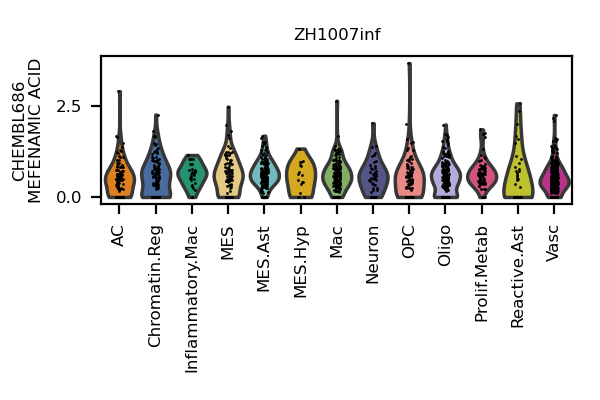 ZH1007inf
CHEMBL686
MEFENAMIC ACID
2.5
0.0
AC
Chromatin.Reg
Inflammatory.Mac
MES
MES.Ast
MES.Hyp
Mac
Neuron
OPC
Oligo
Prolif.Metab
Reactive.Ast
Vasc